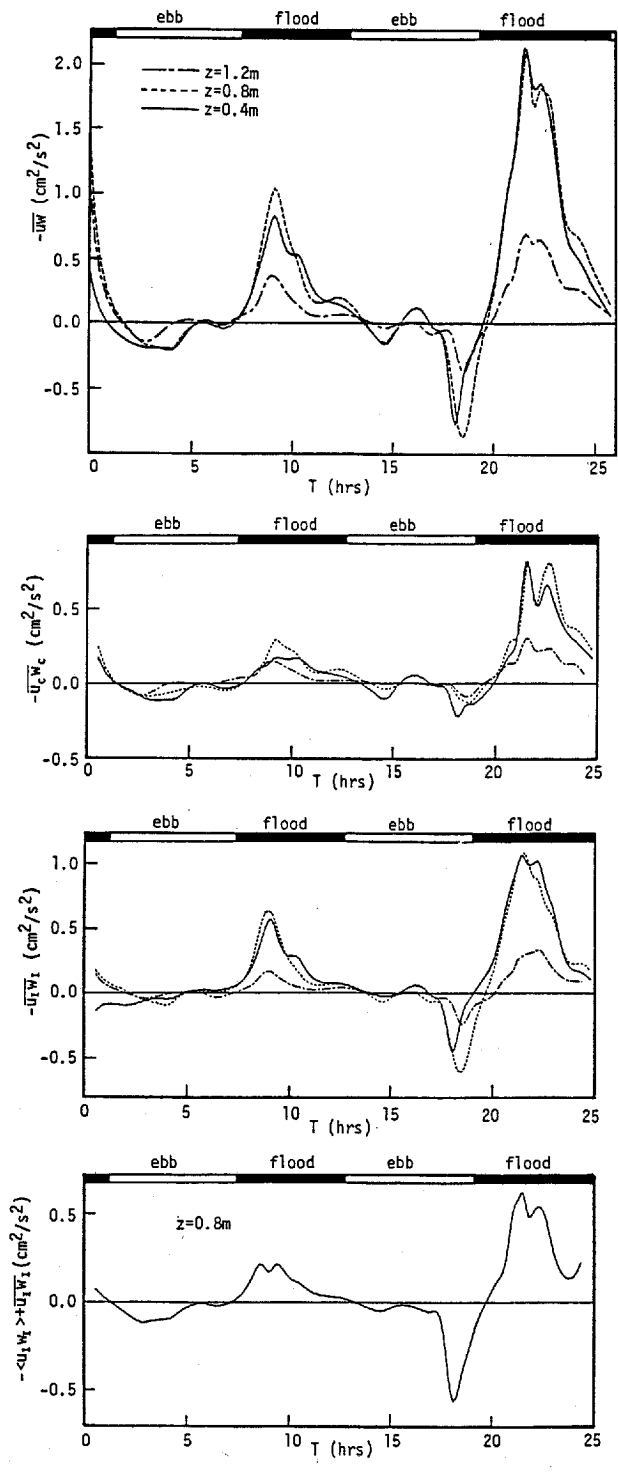 ebb flood ebb flood
z=1.2m
z=0.8m
z=0.4m
2.0
1.5
1.0
0.5
0.0
-0.5
-uw (cm²/s²)
0 5 10 15 20 25
T (hrs)
ebb flood ebb flood
0.5
0.0
-0.5
-u_c w_c (cm²/s²)
0 5 10 15 20 25
T (hrs)
ebb flood ebb flood
1.0
0.5
0.0
-0.5
-u_I w_I (cm²/s²)
0 5 10 15 20 25
T (hrs)
ebb flood ebb flood
z=0.8m
0.5
0.0
-0.5
-<u_I w_I>+u_I w_I (cm²/s²)
0 5 10 15 20 25
T (hrs)